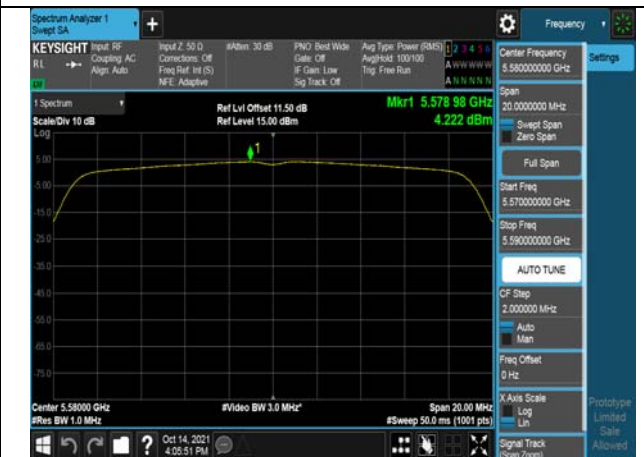 Spectrum Analyzer 1
Swept SA
+
Frequency
KEYSIGHT
RL
Input: RF
Coupling: AC
Align: Auto
Input Z: 50 Ω
Corrections: Off
Freq Ref: Int (S)
NFE: Adaptive
#Atten: 30 dB
PNO: Best Wide
Gate: Off
IF Gain: Low
Sig Track: Off
Avg Type: Power (RMS)
Avg|Hold: 100/100
Trig: Free Run
1 2 3 4 5 6
A W W W W W
A N N N N N
1 Spectrum
Scale/Div 10 dB
Ref Lvl Offset 11.50 dB
Ref Level 15.00 dBm
Mkr1 5.578 98 GHz
4.222 dBm
Log
1
5.00
-5.00
-15.0
-25.0
-35.0
-45.0
-55.0
-65.0
-75.0
Center 5.58000 GHz
#Res BW 1.0 MHz
#Video BW 3.0 MHz*
Span 20.00 MHz
#Sweep 50.0 ms (1001 pts)
Center Frequency
5.580000000 GHz
Settings
Span
20.0000000 MHz
Swept Span
Zero Span
Full Span
Start Freq
5.570000000 GHz
Stop Freq
5.590000000 GHz
AUTO TUNE
CF Step
2.000000 MHz
Auto
Man
Freq Offset
0 Hz
X Axis Scale
Log
Lin
Signal Track
(Span Zoom)
Prototype
Limited
Sale
Allowed
?
Oct 14, 2021
4:05:51 PM